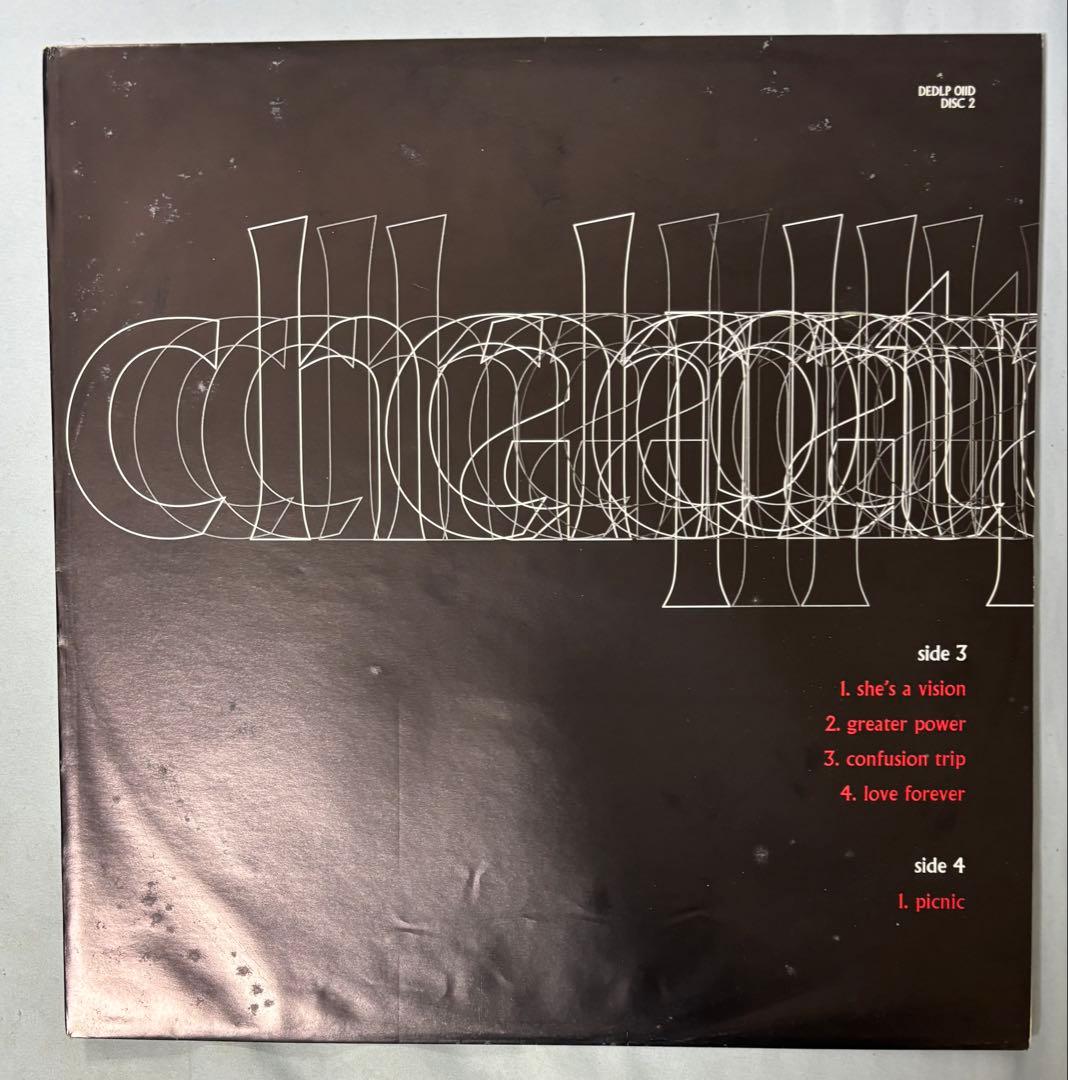 DEDLP 011D
DISC 2
side 3
1. she's a vision
2. greater power
3. confusion trip
4. love forever
side 4
1. picnic